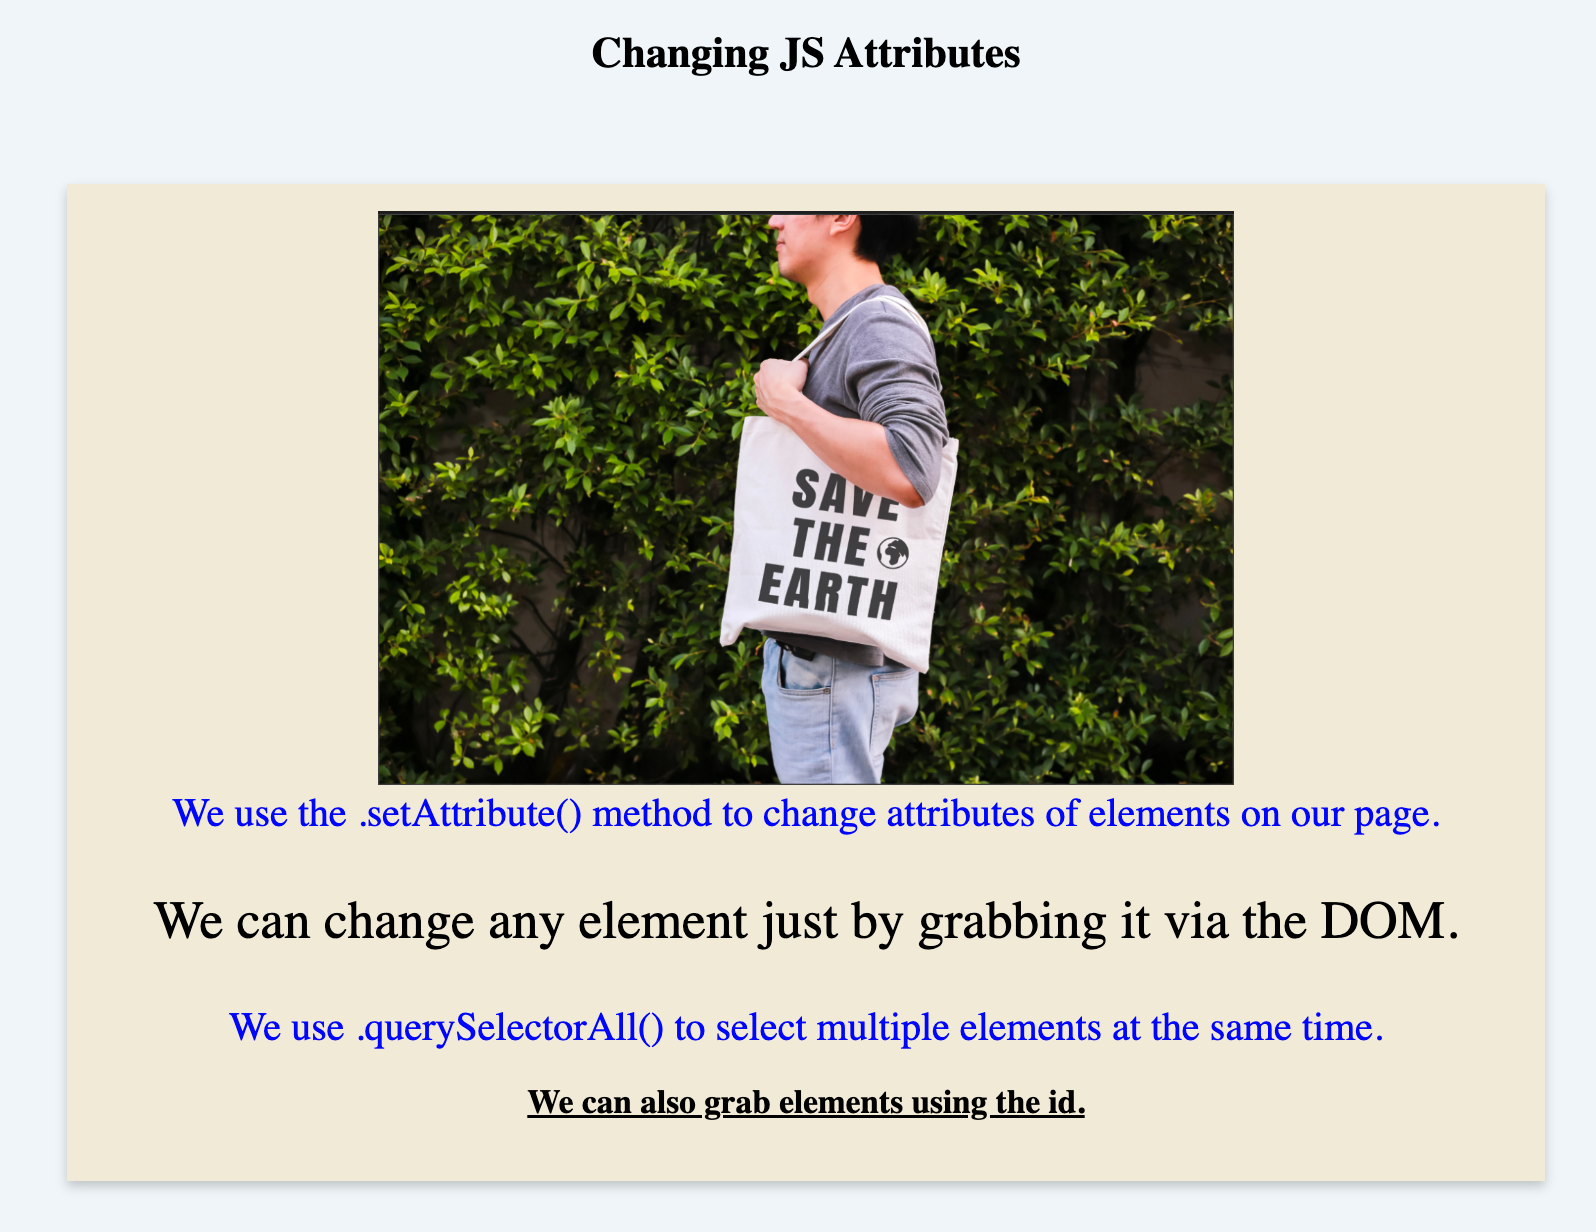 Changing JS Attributes
SAVE
THE
EARTH
We use the .setAttribute() method to change attributes of elements on our page.
We can change any element just by grabbing it via the DOM.
We use .querySelectorAll() to select multiple elements at the same time.
We can also grab elements using the id.